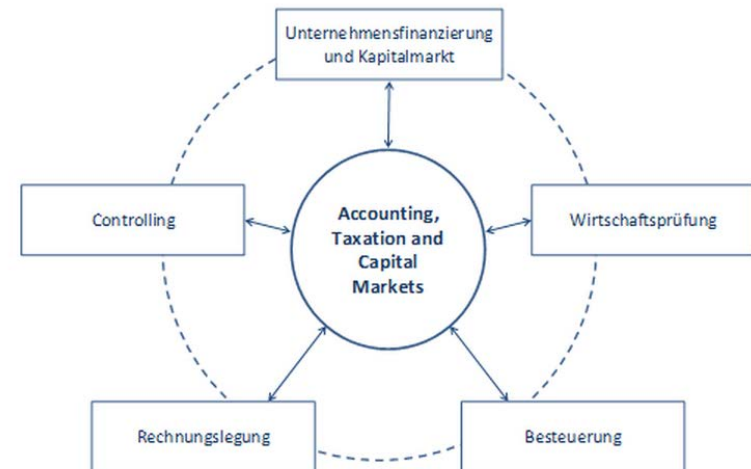 Unternehmensfinanzierung
und Kapitalmarkt
Controlling
Accounting,
Taxation and
Capital
Markets
Wirtschaftsprüfung
Rechnungslegung
Besteuerung